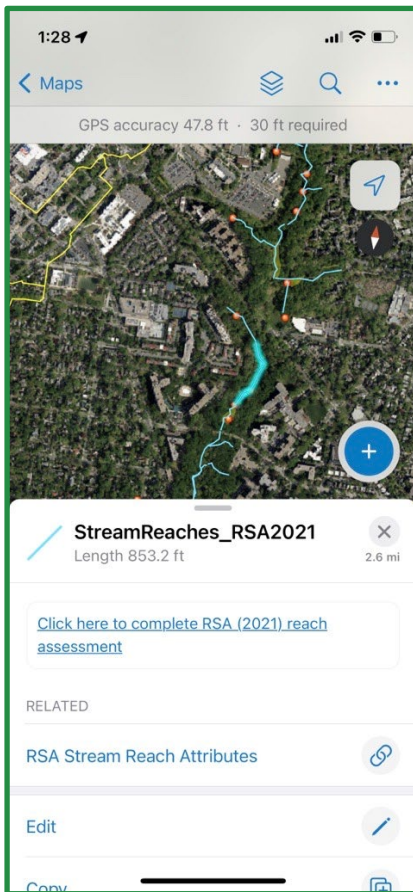 1:28
Maps
GPS accuracy 47.8 ft · 30 ft required
+
StreamReaches_RSA2021
Length 853.2 ft
2.6 mi
Click here to complete RSA (2021) reach
assessment
RELATED
RSA Stream Reach Attributes
Edit
Copy